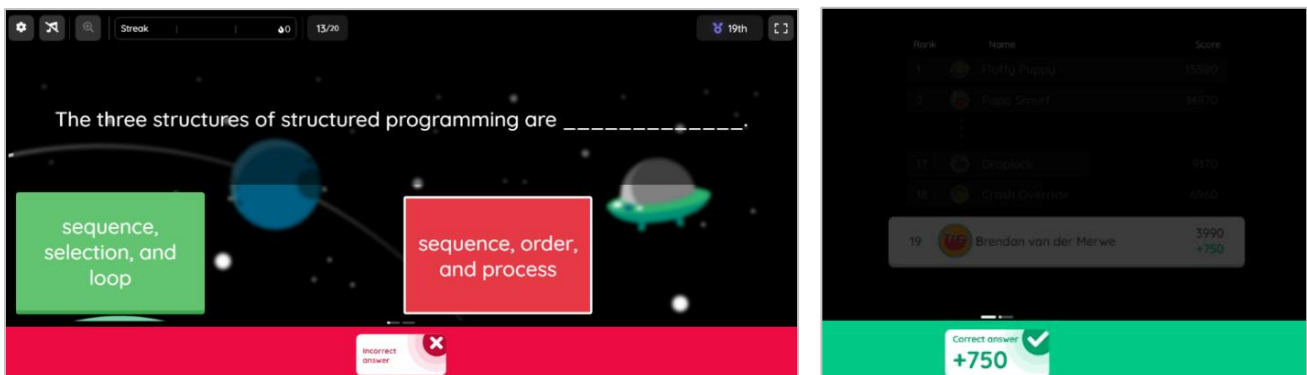 Streak
0
13/20
19th
The three structures of structured programming are _____________.
sequence,
selection, and
loop
sequence, order,
and process
Incorrect
answer
Rank Name Score
1 Fluffy Puppy
2 Papa Smurf
17 Dropkick 9170
18 Crash Override 6960
19 Brendan van der Merwe 3990
+750
Correct answer
+750